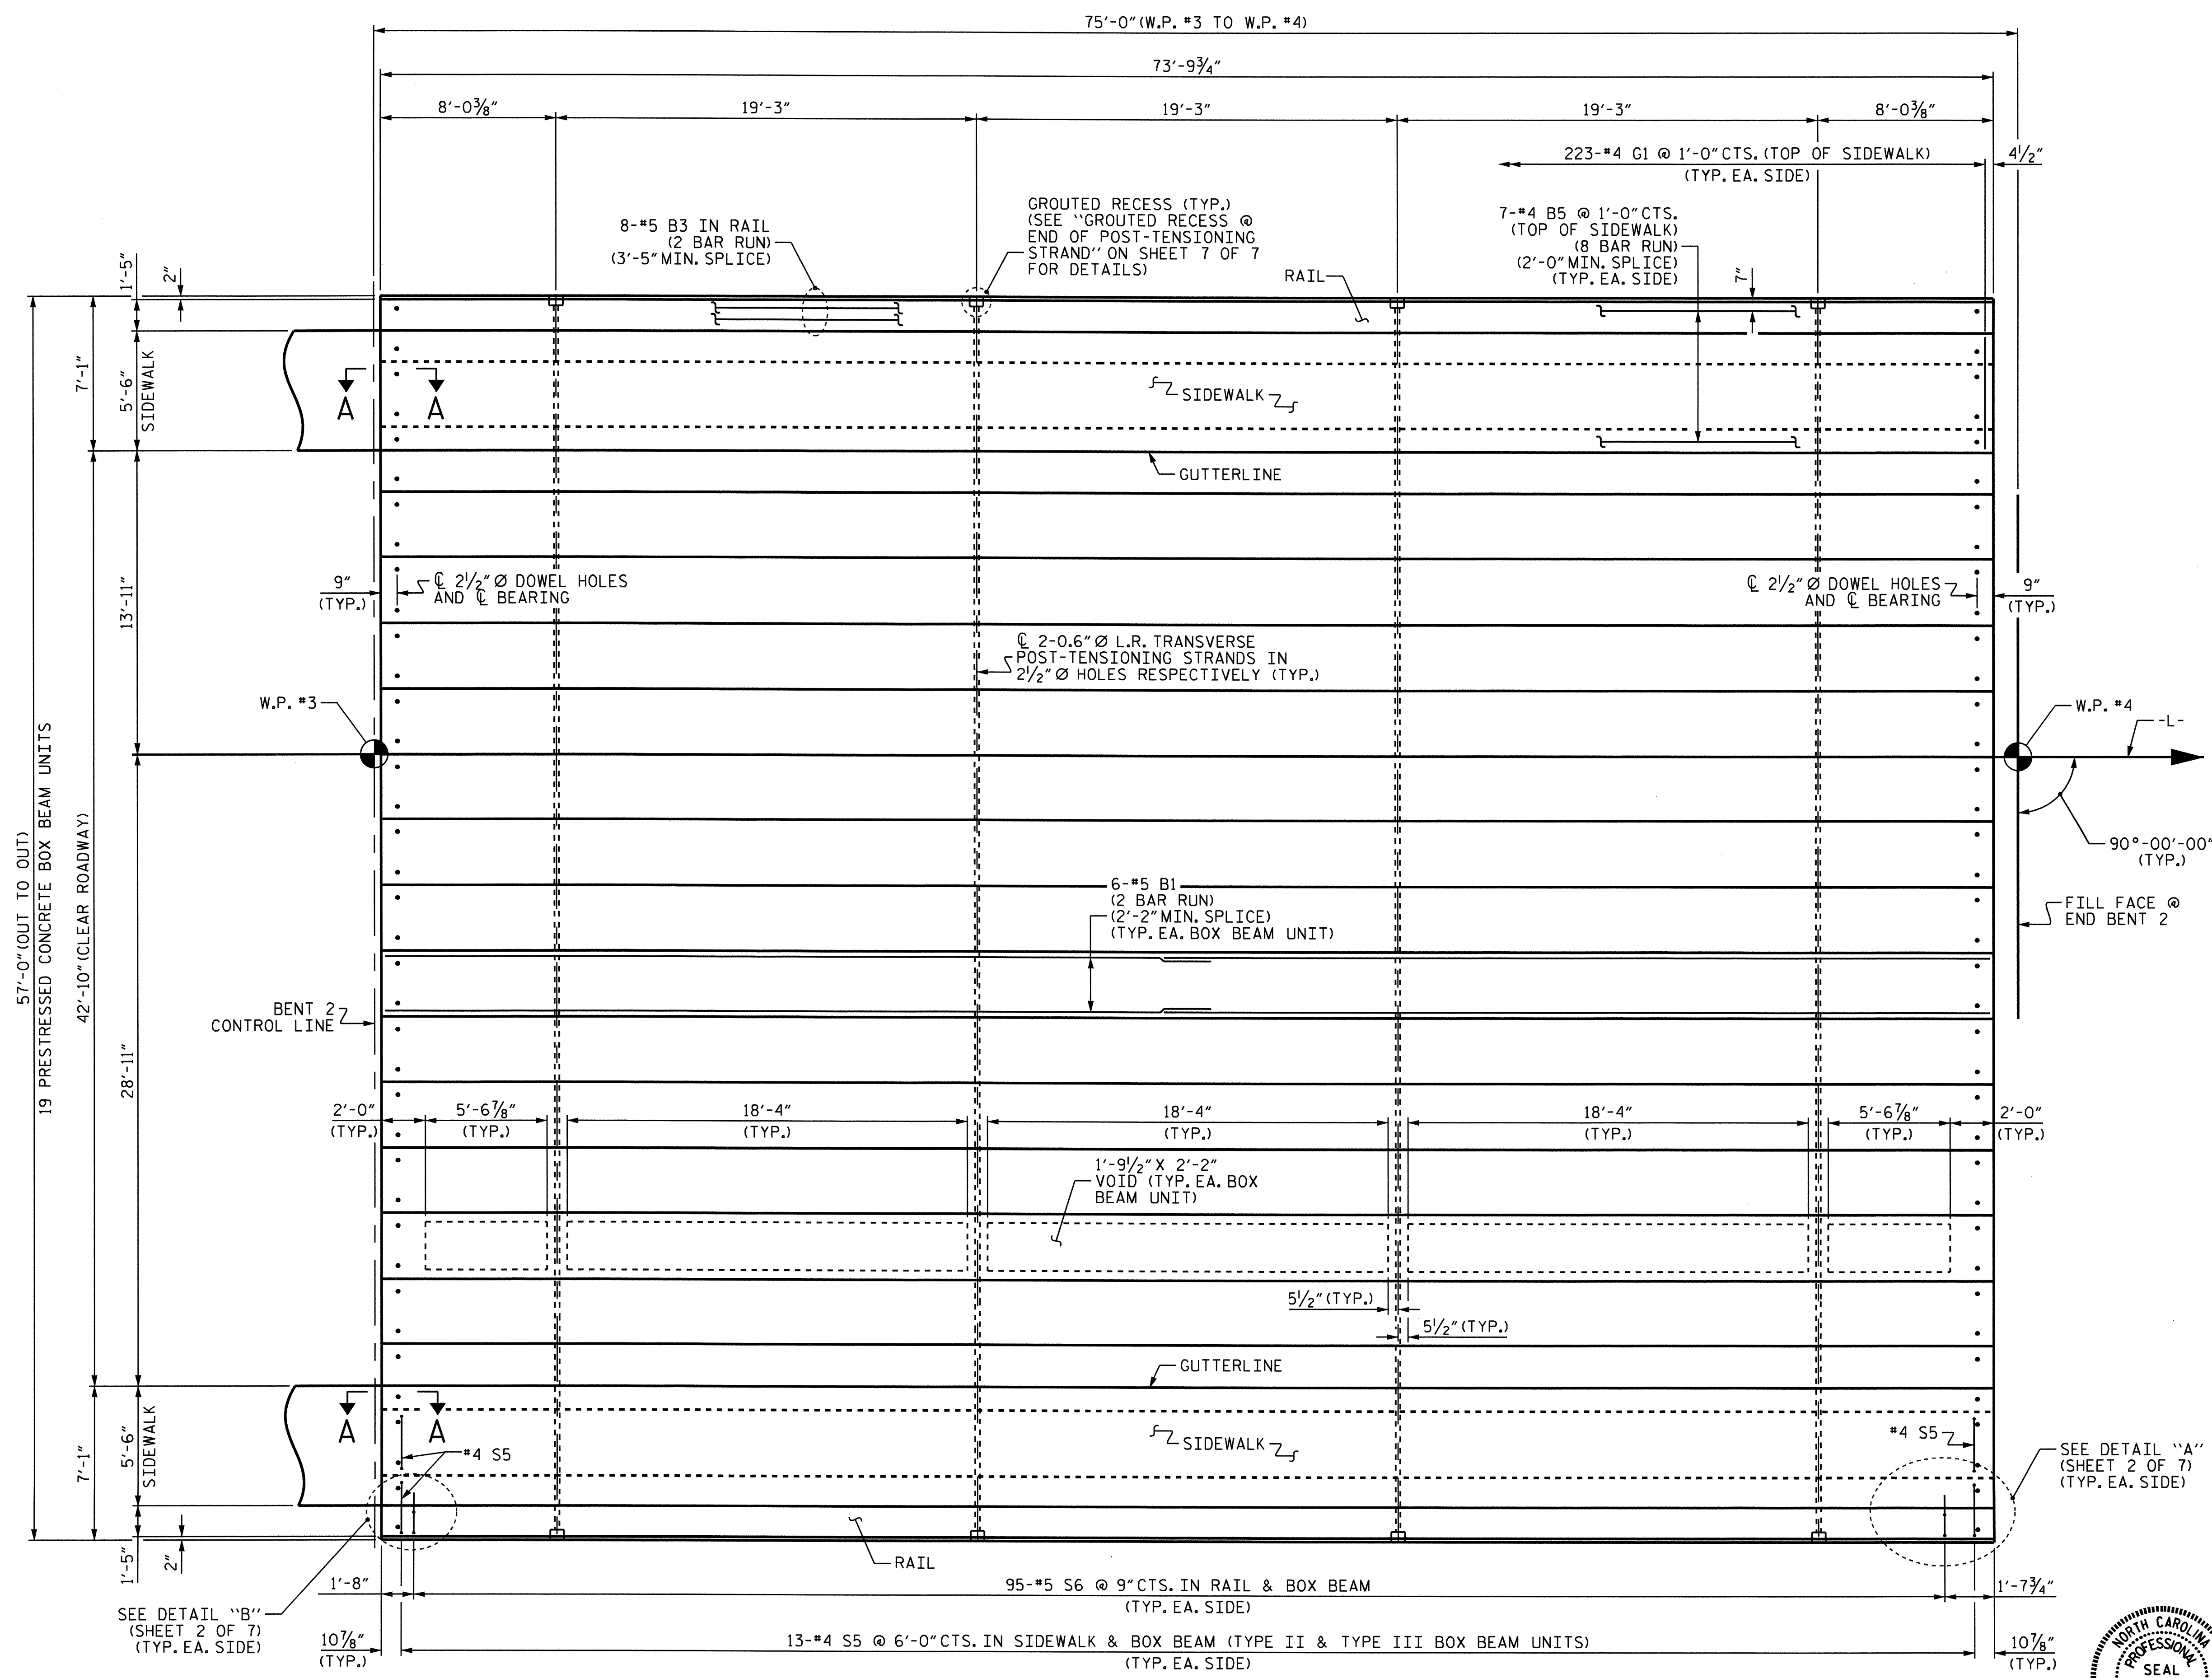 75'-0" (W.P. #3 TO W.P. #4)
73'-9¾"
8'-0⅜"
19'-3"
19'-3"
19'-3"
8'-0⅜"
223-#4 G1 @ 1'-0" CTS. (TOP OF SIDEWALK)
(TYP. EA. SIDE)
4½"
8-#5 B3 IN RAIL
(2 BAR RUN)
(3'-5" MIN. SPLICE)
GROUTED RECESS (TYP.)
(SEE "GROUTED RECESS @
END OF POST-TENSIONING
STRAND" ON SHEET 7 OF 7
FOR DETAILS)
RAIL
7-#4 B5 @ 1'-0" CTS.
(TOP OF SIDEWALK)
(8 BAR RUN)
(2'-0" MIN. SPLICE)
(TYP. EA. SIDE)
7"
1'-5"
2"
7'-1"
5'-6"
SIDEWALK
A
A
SIDEWALK
GUTTERLINE
13'-11"
9"
(TYP.)
℄ 2½" Ø DOWEL HOLES
AND ℄ BEARING
℄ 2½" Ø DOWEL HOLES
AND ℄ BEARING
9"
(TYP.)
℄ 2-0.6" Ø L.R. TRANSVERSE
POST-TENSIONING STRANDS IN
2½" Ø HOLES RESPECTIVELY (TYP.)
W.P. #3
W.P. #4
-L-
90°-00'-00"
(TYP.)
57'-0" (OUT TO OUT)
19 PRESTRESSED CONCRETE BOX BEAM UNITS
42'-10" (CLEAR ROADWAY)
6-#5 B1
(2 BAR RUN)
(2'-2" MIN. SPLICE)
(TYP. EA. BOX BEAM UNIT)
FILL FACE @
END BENT 2
BENT 2
CONTROL LINE
28'-11"
2'-0"
(TYP.)
5'-6⅞"
(TYP.)
18'-4"
(TYP.)
18'-4"
(TYP.)
18'-4"
(TYP.)
5'-6⅞"
(TYP.)
2'-0"
(TYP.)
1'-9½" X 2'-2"
VOID (TYP. EA. BOX
BEAM UNIT)
5½" (TYP.)
5½" (TYP.)
GUTTERLINE
7'-1"
5'-6"
SIDEWALK
A
A
#4 S5
SIDEWALK
#4 S5
SEE DETAIL "A"
(SHEET 2 OF 7)
(TYP. EA. SIDE)
1'-5"
2"
RAIL
1'-8"
95-#5 S6 @ 9" CTS. IN RAIL & BOX BEAM
(TYP. EA. SIDE)
1'-7¾"
SEE DETAIL "B"
(SHEET 2 OF 7)
(TYP. EA. SIDE)
10⅞"
(TYP.)
13-#4 S5 @ 6'-0" CTS. IN SIDEWALK & BOX BEAM (TYPE II & TYPE III BOX BEAM UNITS)
(TYP. EA. SIDE)
10⅞"
(TYP.)
NORTH CAROLINA
PROFESSIONAL
SEAL